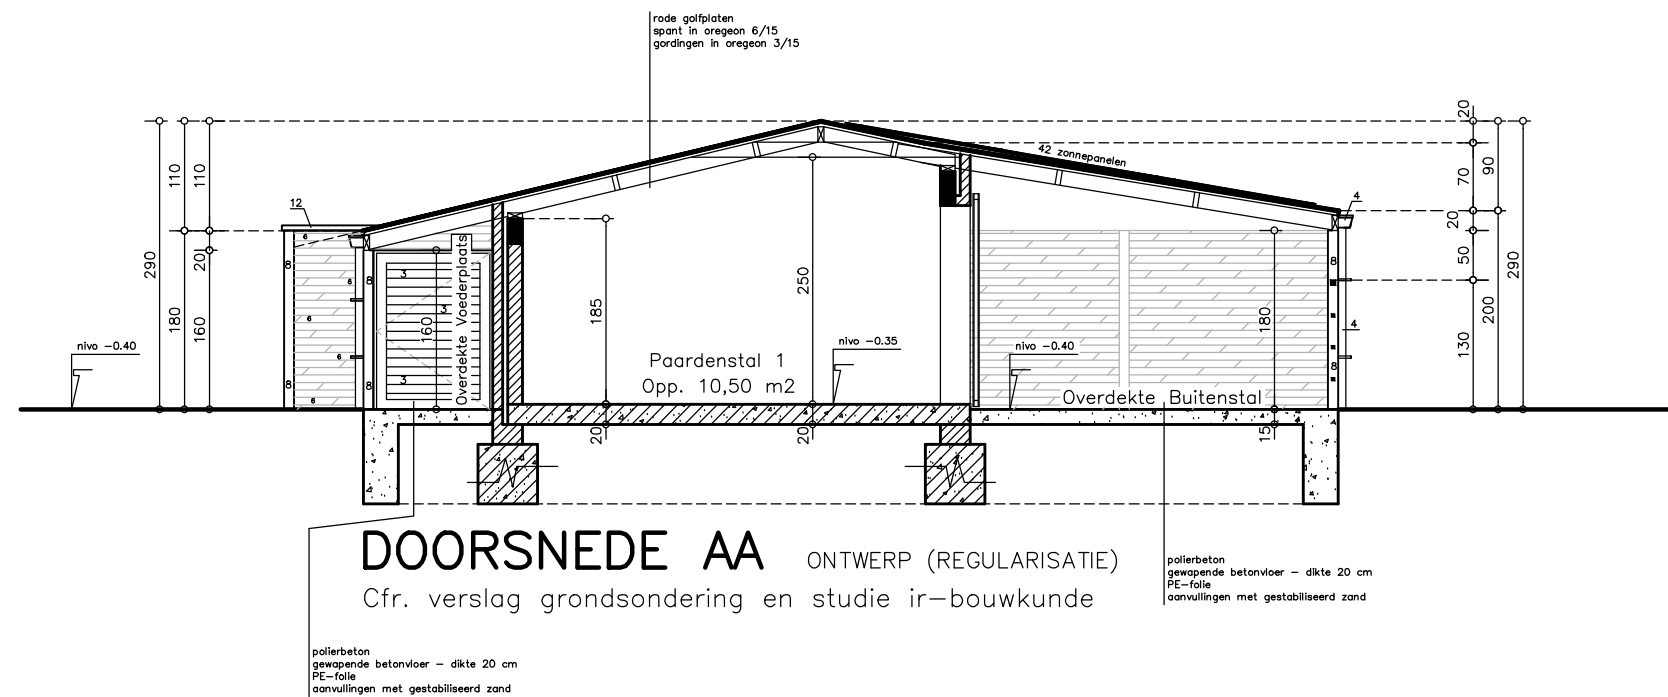 rode golfplaten
spant in oregeon 6/15
gordingen in oregeon 3/15
20
42 zonnepanelen
110
110
90
70
12
4
20
6
8
6
8
3
20
50
8
290
180
160
3
160
Overdekte Voederplaats
185
250
180
290
200
130
6
6
4
nivo -0.40
nivo -0.35
nivo -0.40
Paardenstal 1
Opp. 10,50 m2
8
8
3
6
8
Overdekte Buitenstal
20
20
15
DOORSNEDE AA ONTWERP (REGULARISATIE)
Cfr. verslag grondsondering en studie ir-bouwkunde
polierbeton
gewapende betonvloer - dikte 20 cm
PE-folie
aanvullingen met gestabiliseerd zand
polierbeton
gewapende betonvloer - dikte 20 cm
PE-folie
aanvullingen met gestabiliseerd zand